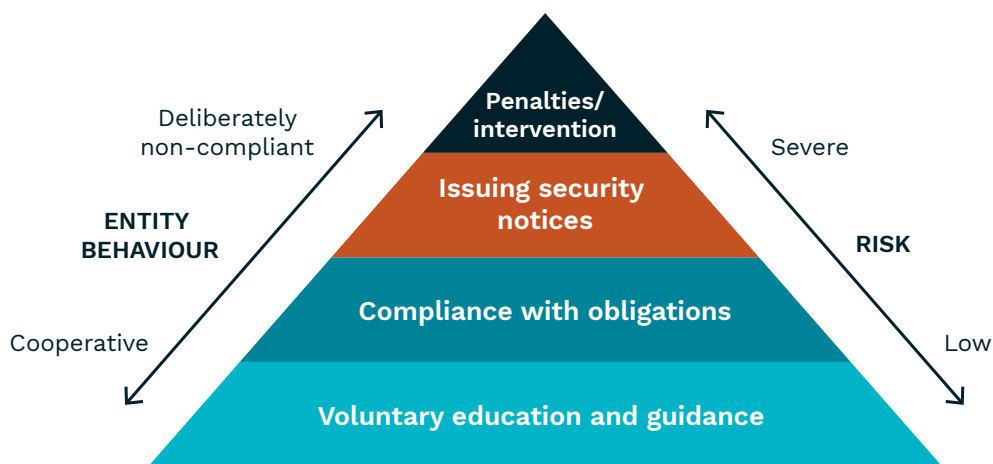 Penalties/
intervention
Deliberately
non-compliant
Severe
Issuing security
notices
ENTITY
BEHAVIOUR
RISK
Compliance with obligations
Cooperative
Low
Voluntary education and guidance